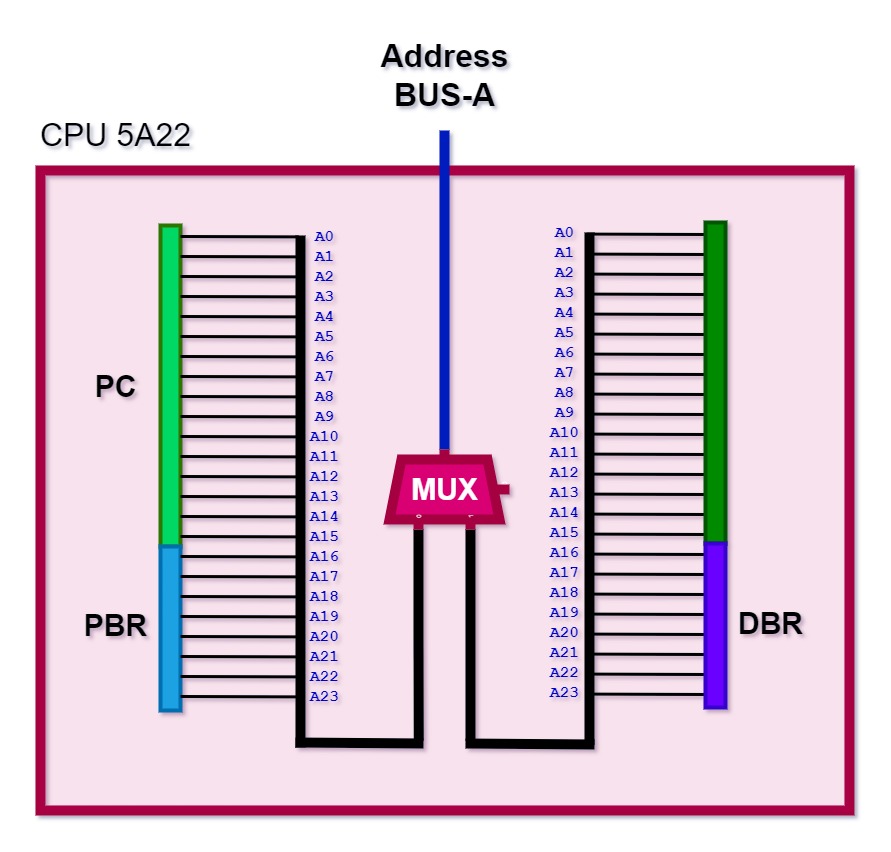 Address
BUS-A
CPU 5A22
A0
A1
A2
A3
A4
A5
A6
A7
A8
A9
A10
A11
A12
A13
A14
A15
A16
A17
A18
A19
A20
A21
A22
A23
PC
PBR
MUX
A0
A1
A2
A3
A4
A5
A6
A7
A8
A9
A10
A11
A12
A13
A14
A15
A16
A17
A18
A19
A20
A21
A22
A23
DBR